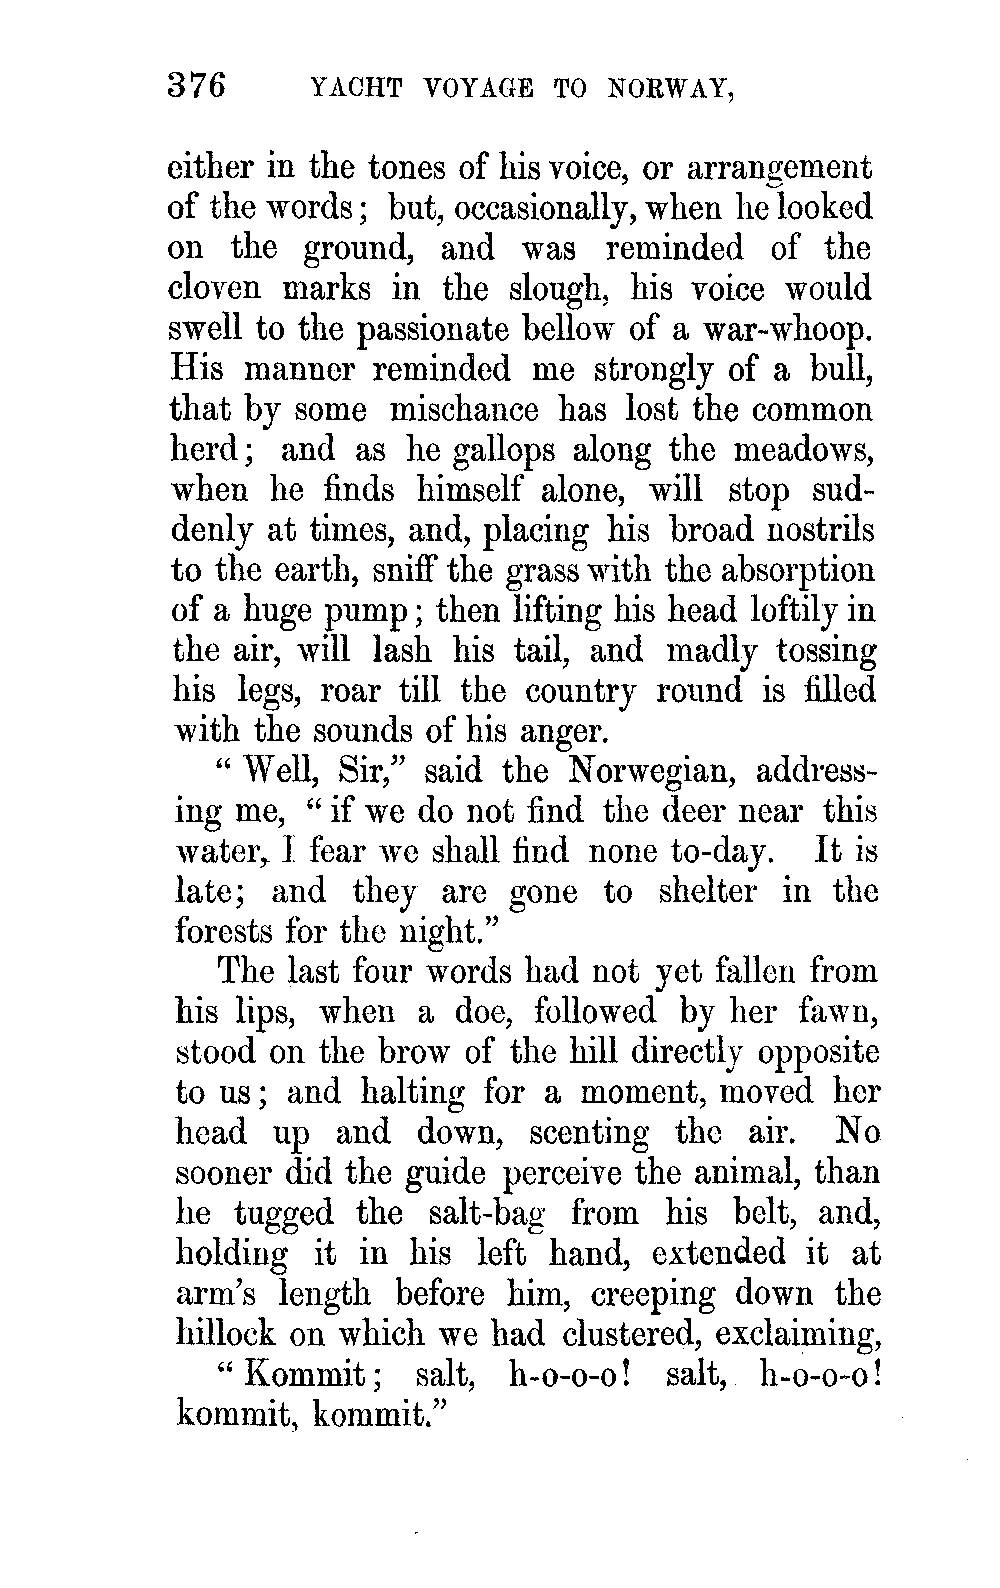 376 YACHT VOYAGE TO NORWAY,
either in the tones of his voice, or arrangement
of the words; but, occasionally, when he looked
on the ground, and was reminded of the
cloven marks in the slough, his voice would
swell to the passionate bellow of a war-whoop.
His manner reminded me strongly of a bull,
that by some mischance has lost the common
herd; and as he gallops along the meadows,
when he finds himself alone, will stop sud-
denly at times, and, placing his broad nostrils
to the earth, sniff the grass with the absorption
of a huge pump; then lifting his head loftily in
the air, will lash his tail, and madly tossing
his legs, roar till the country round is filled
with the sounds of his anger.
“Well, Sir,” said the Norwegian, address-
ing me, “if we do not find the deer near this
water, I fear we shall find none to-day. It is
late; and they are gone to shelter in the
forests for the night.”
The last four words had not yet fallen from
his lips, when a doe, followed by her fawn,
stood on the brow of the hill directly opposite
to us; and halting for a moment, moved her
head up and down, scenting the air. No
sooner did the guide perceive the animal, than
he tugged the salt-bag from his belt, and,
holding it in his left hand, extended it at
arm’s length before him, creeping down the
hillock on which we had clustered, exclaiming,
“Kommit; salt, h-o-o-o! salt, h-o-o-o!
kommit, kommit.”